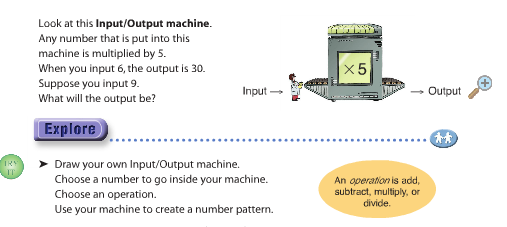 Look at this Input/Output machine.
Any number that is put into this
machine is multiplied by 5.
When you input 6, the output is 30.
Suppose you input 9.
What will the output be?
× 5
Input → → Output
Explore
TRY
IT
➤ Draw your own Input/Output machine.
Choose a number to go inside your machine.
Choose an operation.
Use your machine to create a number pattern.
An operation is add,
subtract, multiply, or
divide.